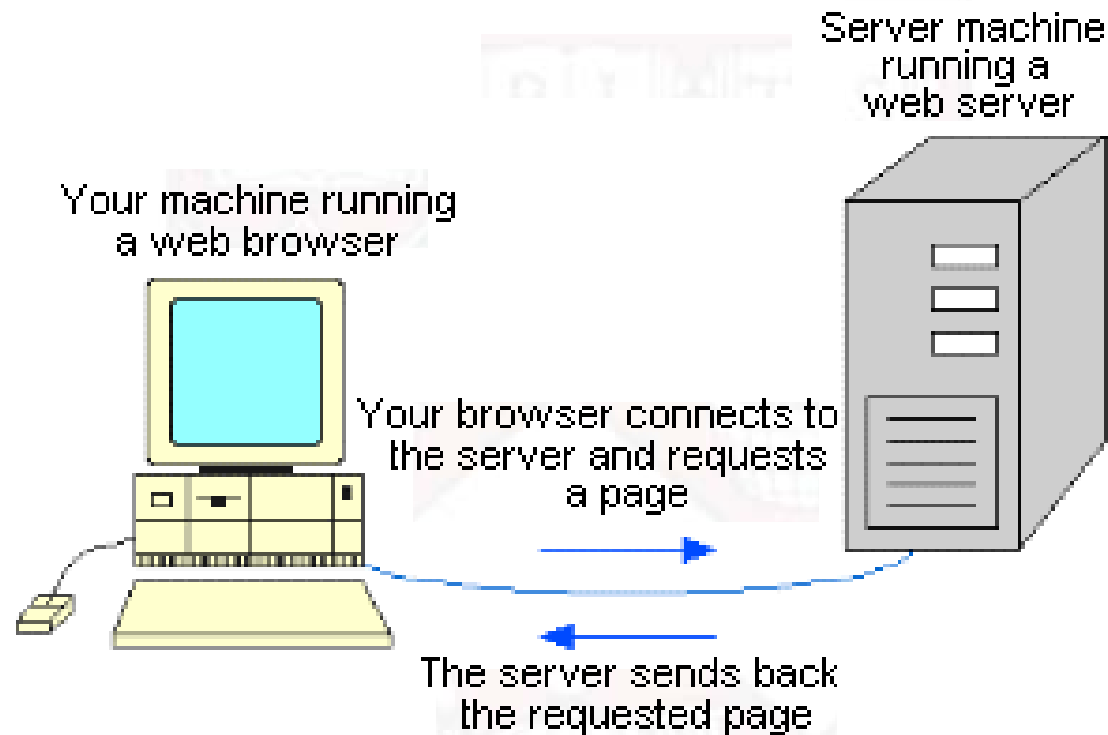 Server machine
running a
web server
Your machine running
a web browser
Your browser connects to
the server and requests
a page
The server sends back
the requested page